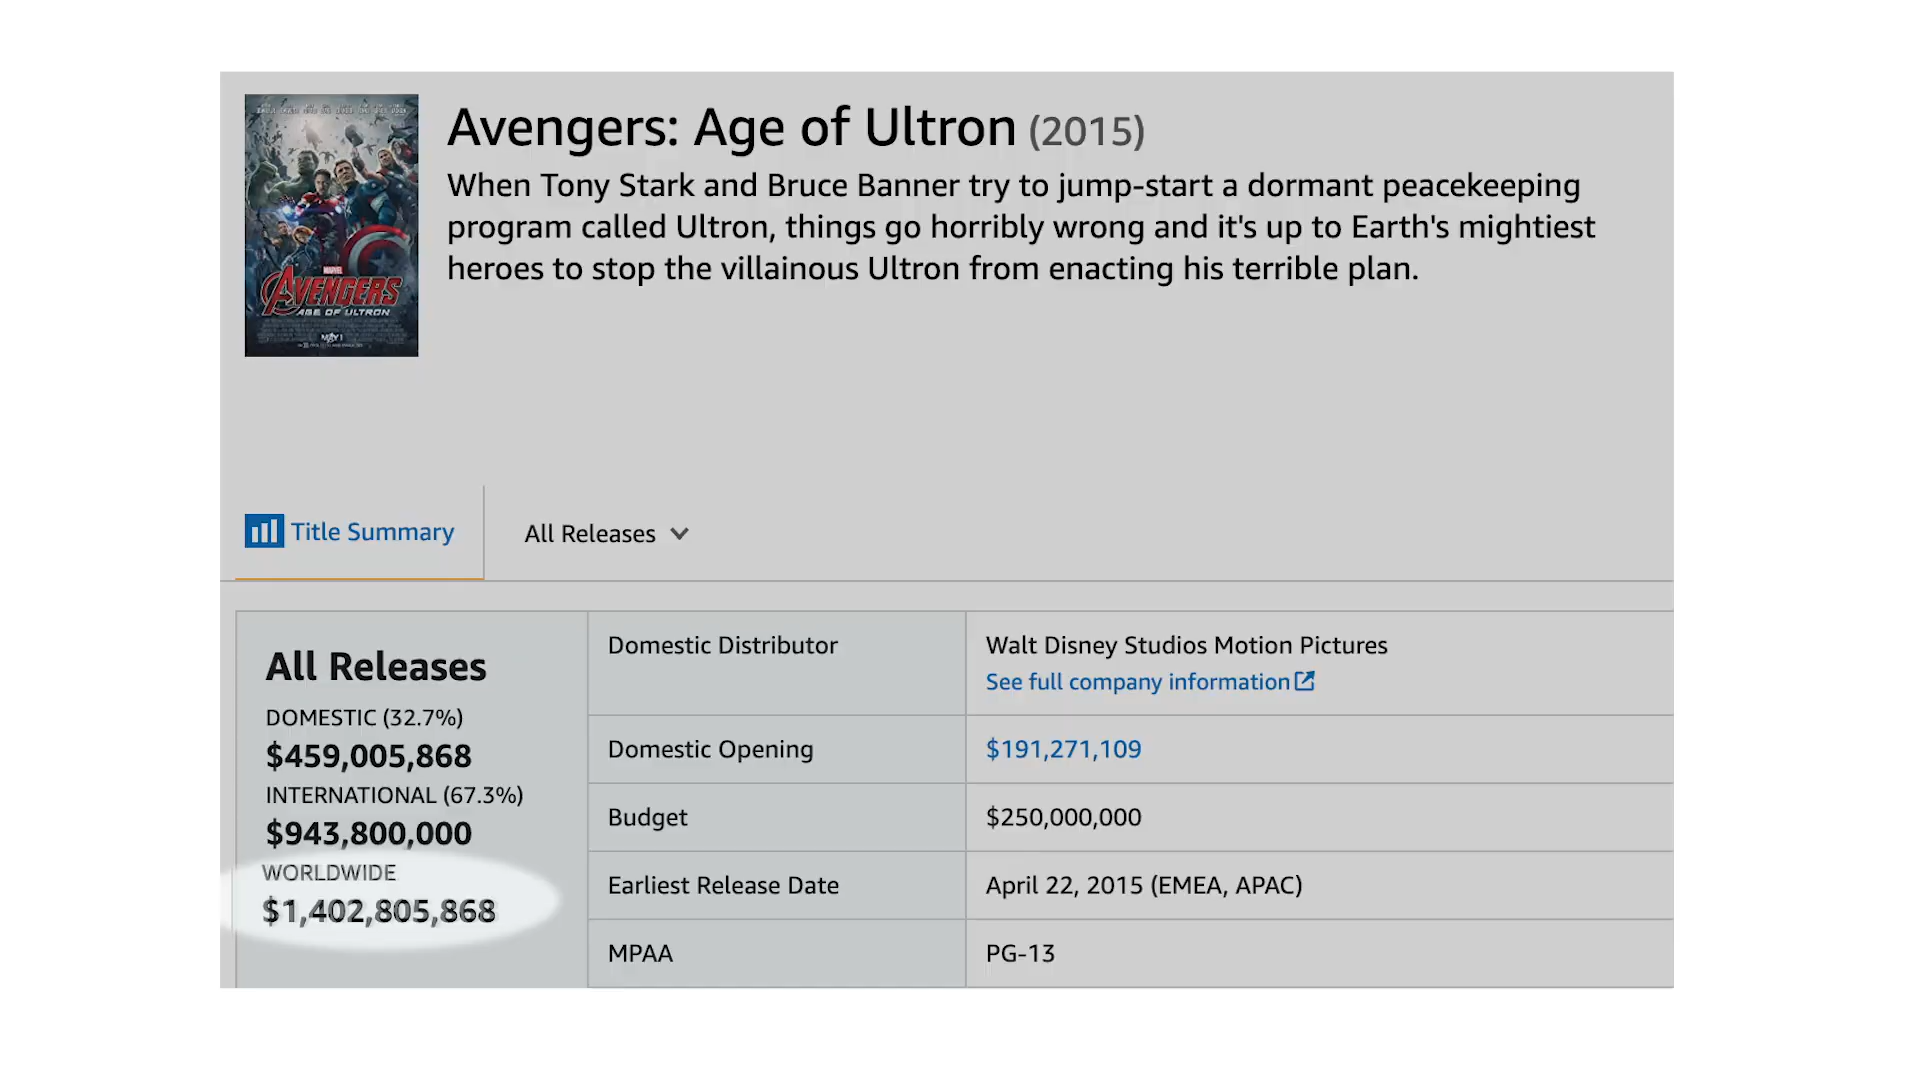 Avengers: Age of Ultron (2015)
When Tony Stark and Bruce Banner try to jump-start a dormant peacekeeping
program called Ultron, things go horribly wrong and it's up to Earth's mightiest
heroes to stop the villainous Ultron from enacting his terrible plan.
MARVEL
AVENGERS
AGE OF ULTRON
MAY 1
Title Summary
All Releases
All Releases
DOMESTIC (32.7%)
$459,005,868
INTERNATIONAL (67.3%)
$943,800,000
WORLDWIDE
$1,402,805,868
Domestic Distributor
Walt Disney Studios Motion Pictures
See full company information
Domestic Opening
$191,271,109
Budget
$250,000,000
Earliest Release Date
April 22, 2015 (EMEA, APAC)
MPAA
PG-13